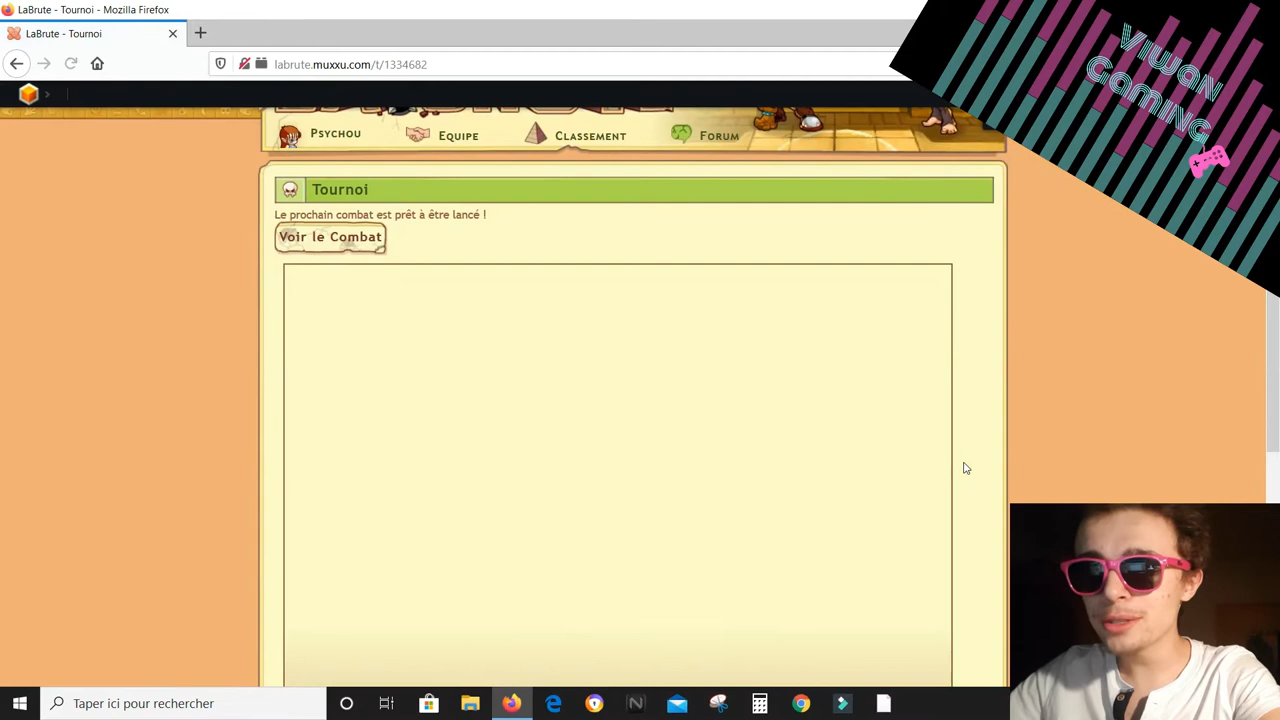 LaBrute - Tournoi - Mozilla Firefox
LaBrute - Tournoi
labrute.muxxu.com/t/1334682
VIWAN
GAMING
PSYCHOU
EQUIPE
CLASSEMENT
FORUM
Tournoi
Le prochain combat est prêt à être lancé !
Voir le Combat
Taper ici pour rechercher